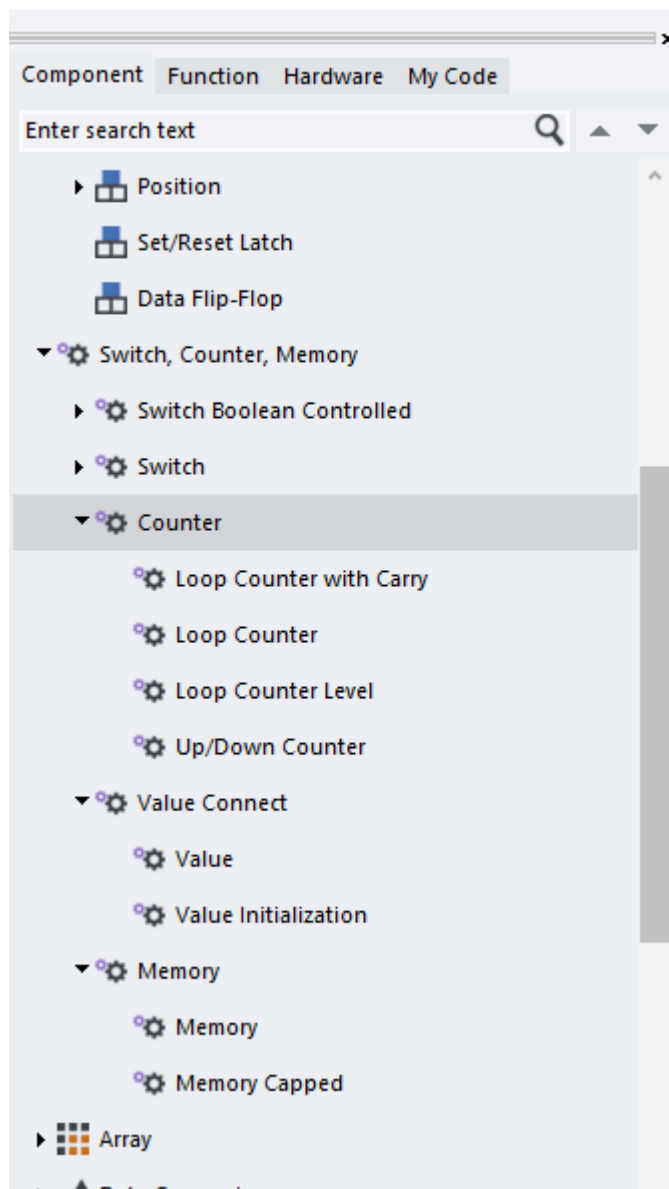 Component Function Hardware My Code
Enter search text
Position
Set/Reset Latch
Data Flip-Flop
Switch, Counter, Memory
Switch Boolean Controlled
Switch
Counter
Loop Counter with Carry
Loop Counter
Loop Counter Level
Up/Down Counter
Value Connect
Value
Value Initialization
Memory
Memory
Memory Capped
Array